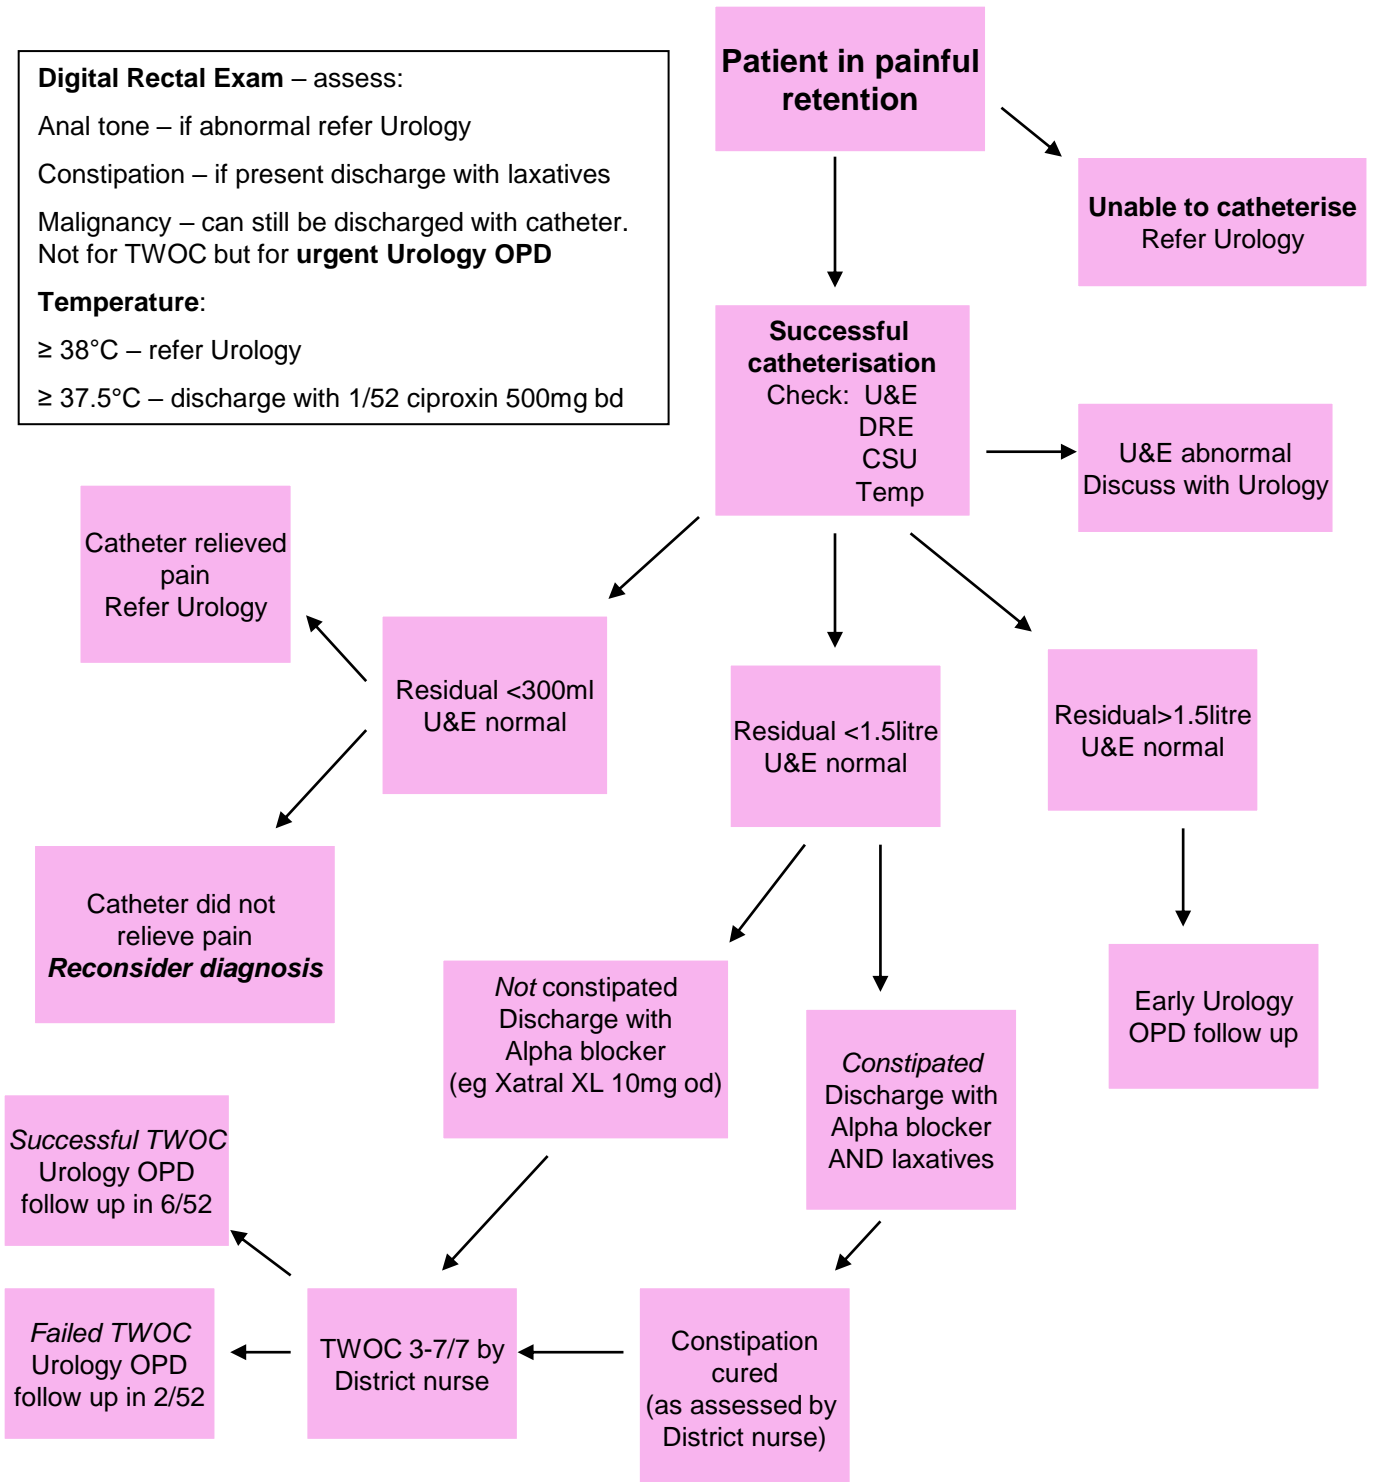 Digital Rectal Exam – assess:
Anal tone – if abnormal refer Urology
Constipation – if present discharge with laxatives
Malignancy – can still be discharged with catheter.
Not for TWOC but for urgent Urology OPD
Temperature:
≥ 38°C – refer Urology
≥ 37.5°C – discharge with 1/52 ciproxin 500mg bd
Patient in painful
retention
Unable to catheterise
Refer Urology
Successful
catheterisation
Check: U&E
DRE
CSU
Temp
U&E abnormal
Discuss with Urology
Catheter relieved
pain
Refer Urology
Residual <300ml
U&E normal
Residual <1.5litre
U&E normal
Residual>1.5litre
U&E normal
Catheter did not
relieve pain
Reconsider diagnosis
Not constipated
Discharge with
Alpha blocker
(eg Xatral XL 10mg od)
Constipated
Discharge with
Alpha blocker
AND laxatives
Early Urology
OPD follow up
Successful TWOC
Urology OPD
follow up in 6/52
Failed TWOC
Urology OPD
follow up in 2/52
TWOC 3-7/7 by
District nurse
Constipation
cured
(as assessed by
District nurse)